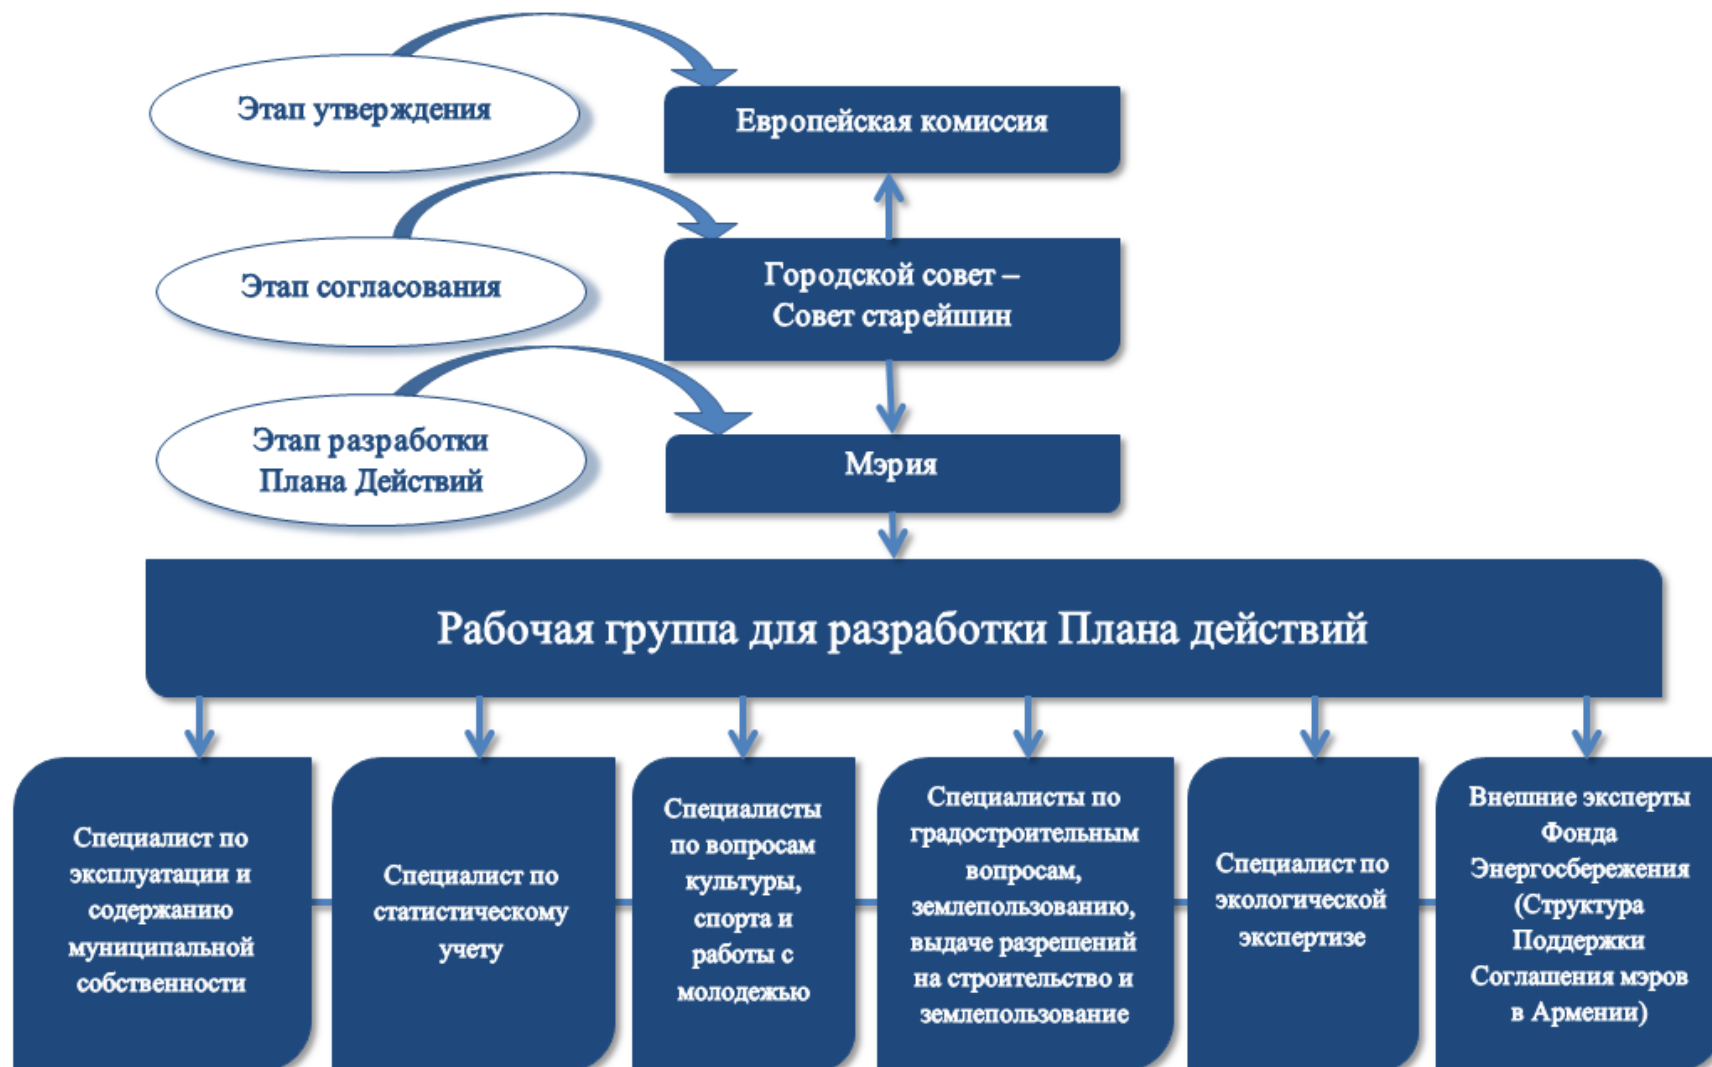 Этап утверждения
Европейская комиссия
Этап согласования
Городской совет –
Совет старейшин
Этап разработки
Плана Действий
Мэрия
Рабочая группа для разработки Плана действий
Специалист по
эксплуатации и
содержанию
муниципальной
собственности
Специалист по
статистическому
учету
Специалисты
по вопросам
культуры,
спорта и
работы с
молодежью
Специалисты по
градостроительным
вопросам,
землепользованию,
выдаче разрешений
на строительство и
землепользование
Специалист по
экологической
экспертизе
Внешние эксперты
Фонда
Энергосбережения
(Структура
Поддержки
Соглашения мэров
в Армении)